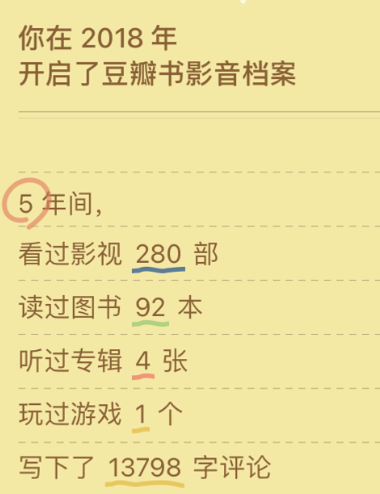 你在 2018 年
开启了豆瓣书影音档案
5 年间，
看过影视 280 部
读过图书 92 本
听过专辑 4 张
玩过游戏 1 个
写下了 13798 字评论